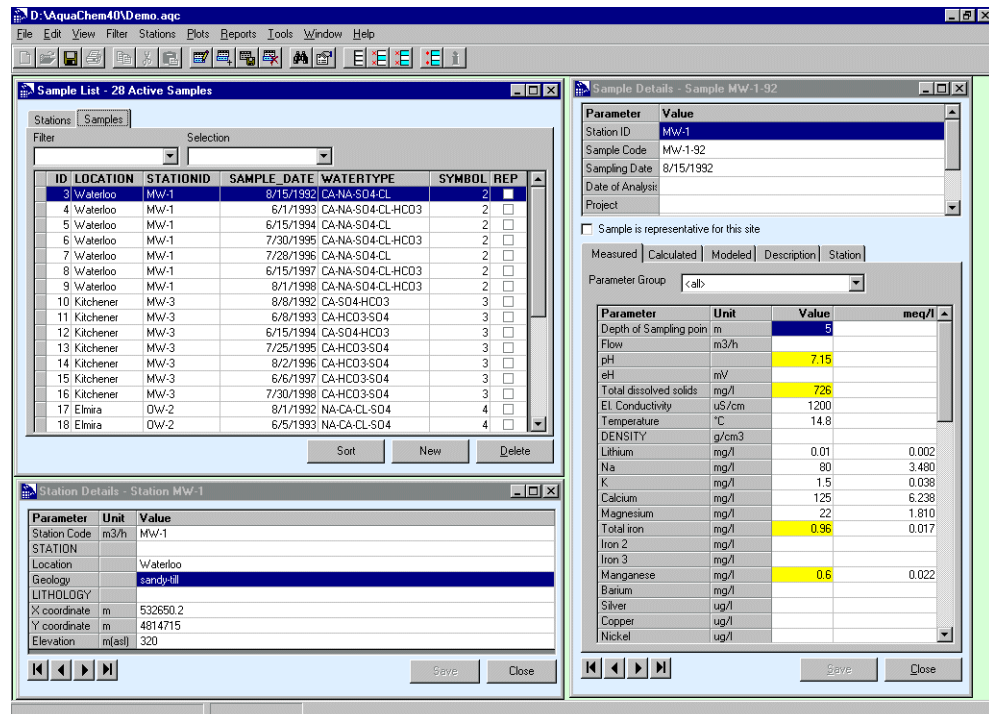 D:\AquaChem40\Demo.aqc
File Edit View Filter Stations Plots Reports Tools Window Help
Sample List - 28 Active Samples
Stations Samples
Filter Selection
ID LOCATION STATIONID SAMPLE_DATE WATERTYPE SYMBOL REP
3 Waterloo MW-1 8/15/1992 CA-NA-SO4-CL 2
4 Waterloo MW-1 6/1/1993 CA-NA-SO4-CL-HCO3 2
5 Waterloo MW-1 6/15/1994 CA-NA-SO4-CL 2
6 Waterloo MW-1 7/30/1995 CA-NA-SO4-CL-HCO3 2
7 Waterloo MW-1 7/28/1996 CA-NA-SO4-CL 2
8 Waterloo MW-1 6/15/1997 CA-NA-SO4-CL-HCO3 2
9 Waterloo MW-1 8/1/1998 CA-NA-SO4-CL-HCO3 2
10 Kitchener MW-3 8/8/1992 CA-SO4-HCO3 3
11 Kitchener MW-3 6/8/1993 CA-HCO3-SO4 3
12 Kitchener MW-3 6/15/1994 CA-SO4-HCO3 3
13 Kitchener MW-3 7/25/1995 CA-HCO3-SO4 3
14 Kitchener MW-3 8/2/1996 CA-HCO3-SO4 3
15 Kitchener MW-3 6/6/1997 CA-HCO3-SO4 3
16 Kitchener MW-3 7/30/1998 CA-HCO3-SO4 3
17 Elmira OW-2 8/1/1992 NA-CA-CL-SO4 4
18 Elmira OW-2 6/5/1993 NA-CA-CL-SO4 4
Sort New Delete
Station Details - Station MW-1
Parameter Unit Value
Station Code m3/h MW-1
STATION
Location Waterloo
Geology sandy-till
LITHOLOGY
X coordinate m 532650.2
Y coordinate m 4814715
Elevation m(asl) 320
Save Close
Sample Details - Sample MW-1-92
Parameter Value
Station ID MW-1
Sample Code MW-1-92
Sampling Date 8/15/1992
Date of Analysis
Project
Sample is representative for this site
Measured Calculated Modeled Description Station
Parameter Group <all>
Parameter Unit Value meq/l
Depth of Sampling poin m 5
Flow m3/h
pH 7.15
eH mV
Total dissolved solids mg/l 726
El. Conductivity uS/cm 1200
Temperature °C 14.8
DENSITY g/cm3
Lithium mg/l 0.01 0.002
Na mg/l 80 3.480
K mg/l 1.5 0.038
Calcium mg/l 125 6.238
Magnesium mg/l 22 1.810
Total iron mg/l 0.96 0.017
Iron 2 mg/l
Iron 3 mg/l
Manganese mg/l 0.6 0.022
Barium mg/l
Silver ug/l
Copper ug/l
Nickel ug/l
Save Close